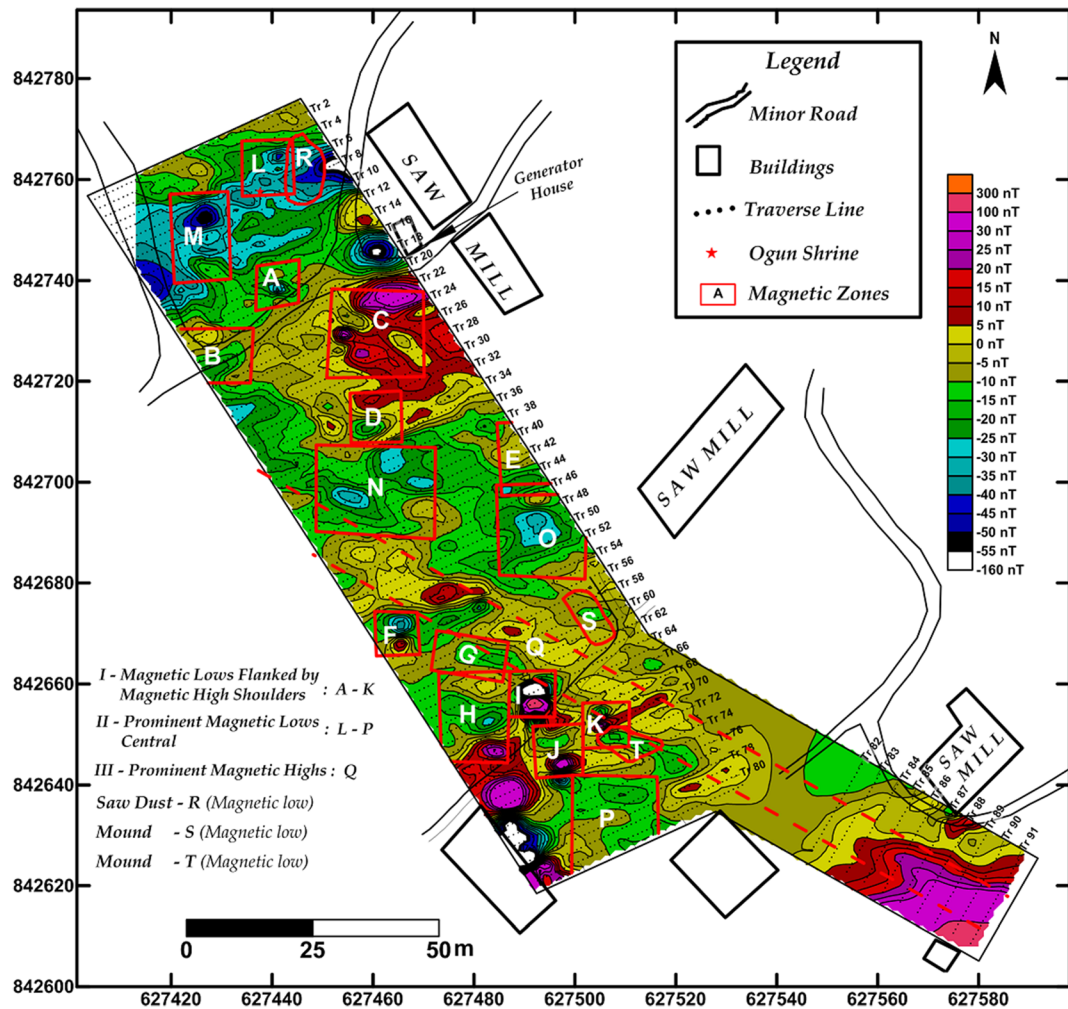 842780
842760
842740
842720
842700
842680
842660
842640
842620
842600
627420
627440
627460
627480
627500
627520
627540
627560
627580
Legend
Minor Road
Buildings
Traverse Line
Ogun Shrine
A Magnetic Zones
N
300 nT
100 nT
30 nT
25 nT
20 nT
15 nT
10 nT
5 nT
0 nT
-5 nT
-10 nT
-15 nT
-20 nT
-25 nT
-30 nT
-35 nT
-40 nT
-45 nT
-50 nT
-55 nT
-160 nT
SAW
MILL
Generator
House
SAW MILL
SAW
MILL
Tr 2
Tr 4
Tr 8
Tr 10
Tr 12
Tr 14
Tr 16
Tr 18
Tr 20
Tr 22
Tr 24
Tr 26
Tr 28
Tr 30
Tr 32
Tr 34
Tr 36
Tr 38
Tr 40
Tr 42
Tr 44
Tr 46
Tr 48
Tr 50
Tr 52
Tr 54
Tr 56
Tr 58
Tr 60
Tr 62
Tr 64
Tr 66
Tr 68
Tr 70
Tr 72
Tr 74
Tr 76
Tr 78
Tr 80
Tr 82
Tr 83
Tr 84
Tr 85
Tr 86
Tr 87
Tr 88
Tr 89
Tr 90
Tr 91
L
R
M
A
B
C
D
E
N
O
S
F
G
Q
H
I
J
K
T
P
I - Magnetic Lows Flanked by
Magnetic High Shoulders : A - K
II - Prominent Magnetic Lows
Central : L - P
III - Prominent Magnetic Highs : Q
Saw Dust - R (Magnetic low)
Mound - S (Magnetic low)
Mound - T (Magnetic low)
0 25 50 m